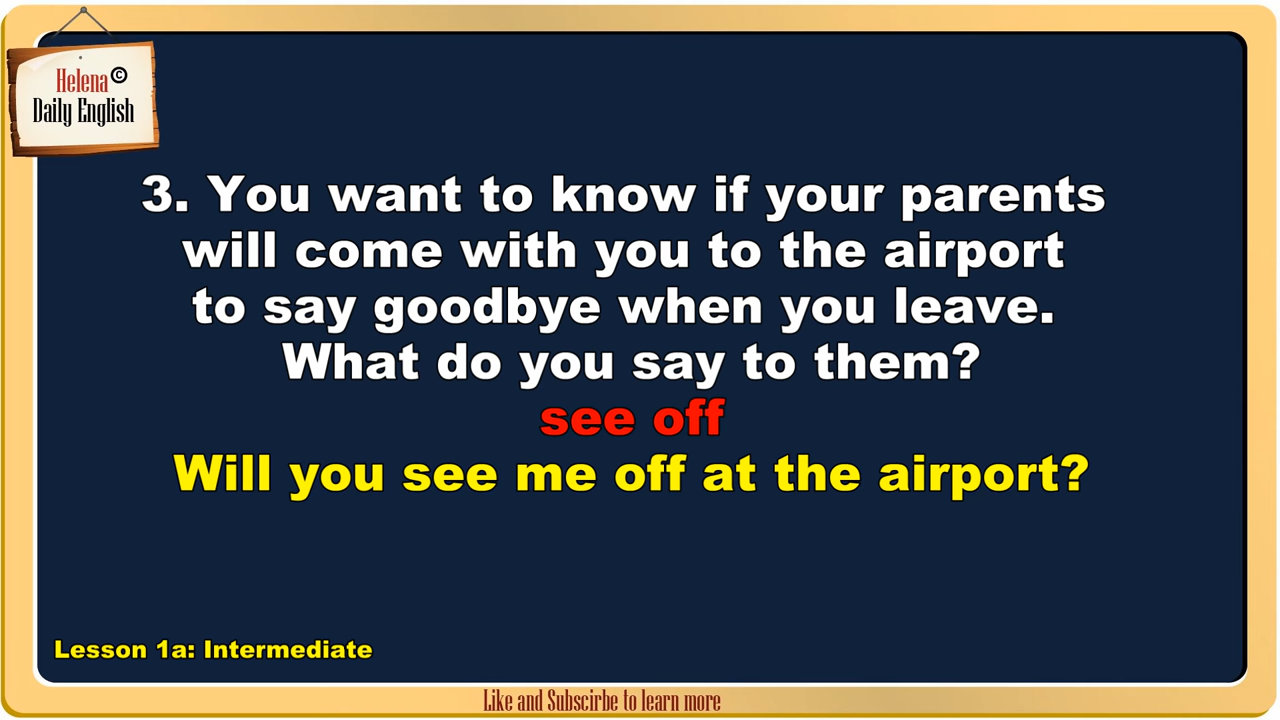 Helena ©
Daily English
3. You want to know if your parents
will come with you to the airport
to say goodbye when you leave.
What do you say to them?
see off
Will you see me off at the airport?
Lesson 1a: Intermediate
Like and Subscirbe to learn more